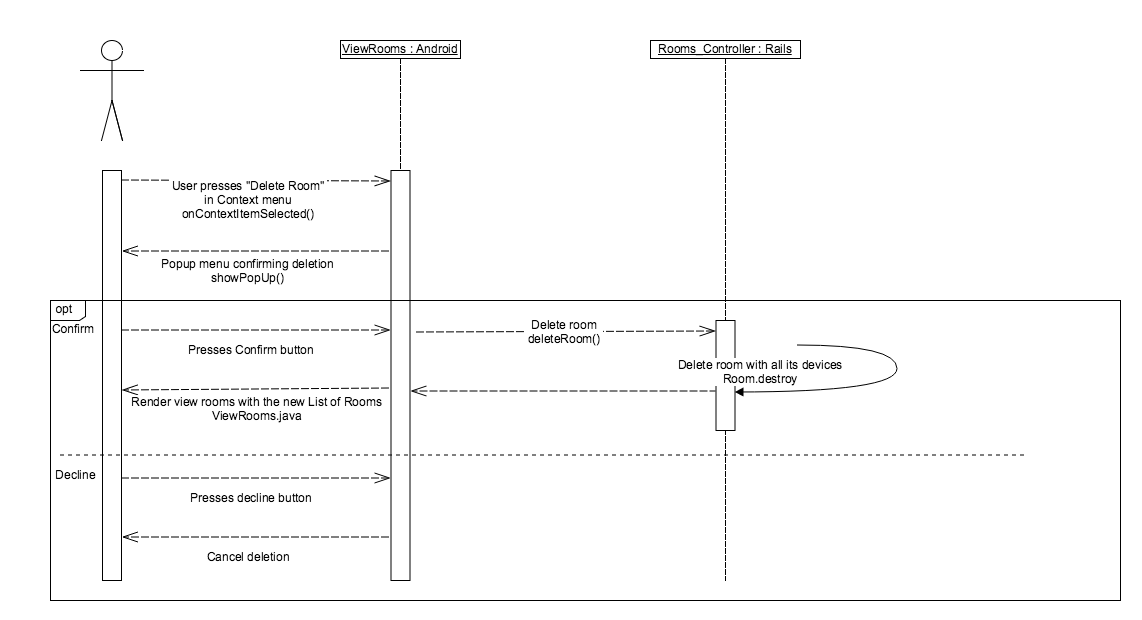 ViewRooms : Android
Rooms_Controller : Rails
User presses "Delete Room"
in Context menu
onContextItemSelected()
Popup menu confirming deletion
showPopUp()
opt
Confirm
Presses Confirm button
Delete room
deleteRoom()
Delete room with all its devices
Room.destroy
Render view rooms with the new List of Rooms
ViewRooms.java
Decline
Presses decline button
Cancel deletion